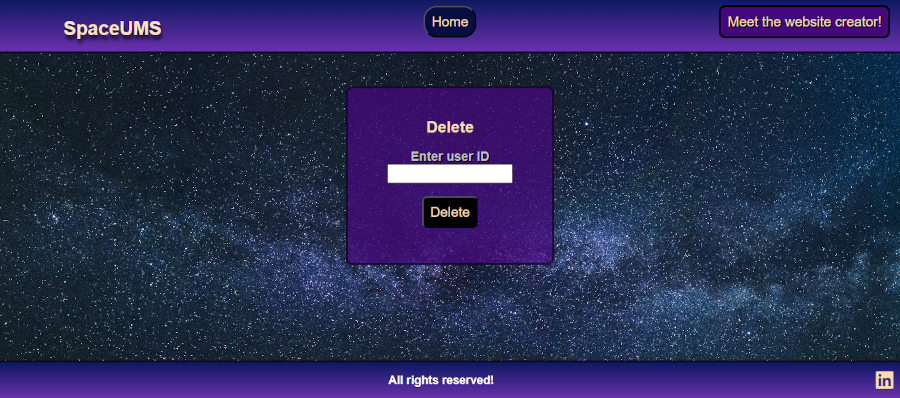 SpaceUMS
Home
Meet the website creator!
Delete
Enter user ID
Delete
All rights reserved!
in